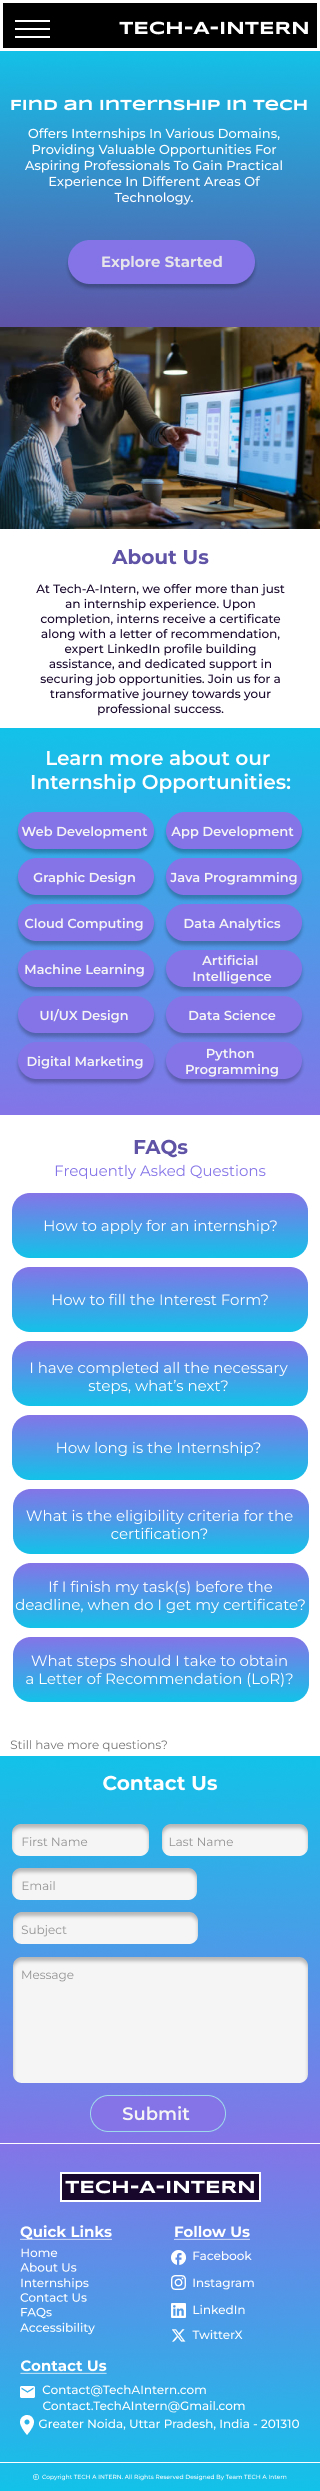 TECH-A-INTERN
FInD an InternSHIP In TECH
Offers Internships In Various Domains,
Providing Valuable Opportunities For
Aspiring Professionals To Gain Practical
Experience In Different Areas Of
Technology.
Explore Started
About Us
At Tech-A-Intern, we offer more than just
an internship experience. Upon
completion, interns receive a certificate
along with a letter of recommendation,
expert LinkedIn profile building
assistance, and dedicated support in
securing job opportunities. Join us for a
transformative journey towards your
professional success.
Learn more about our
Internship Opportunities:
Web Development
App Development
Graphic Design
Java Programming
Cloud Computing
Data Analytics
Machine Learning
Artificial
Intelligence
UI/UX Design
Data Science
Digital Marketing
Python
Programming
FAQs
Frequently Asked Questions
How to apply for an internship?
How to fill the Interest Form?
I have completed all the necessary
steps, what's next?
How long is the Internship?
What is the eligibility criteria for the
certification?
If I finish my task(s) before the
deadline, when do I get my certificate?
What steps should I take to obtain
a Letter of Recommendation (LoR)?
Still have more questions?
Contact Us
First Name
Last Name
Email
Subject
Message
Submit
TECH-A-INTERN
Quick Links
Home
About Us
Internships
Contact Us
FAQs
Accessibility
Follow Us
Facebook
Instagram
LinkedIn
TwitterX
Contact Us
Contact@TechAIntern.com
Contact.TechAIntern@Gmail.com
Greater Noida, Uttar Pradesh, India - 201310
© Copyright TECH A INTERN. All Rights Reserved Designed By Team TECH A Intern